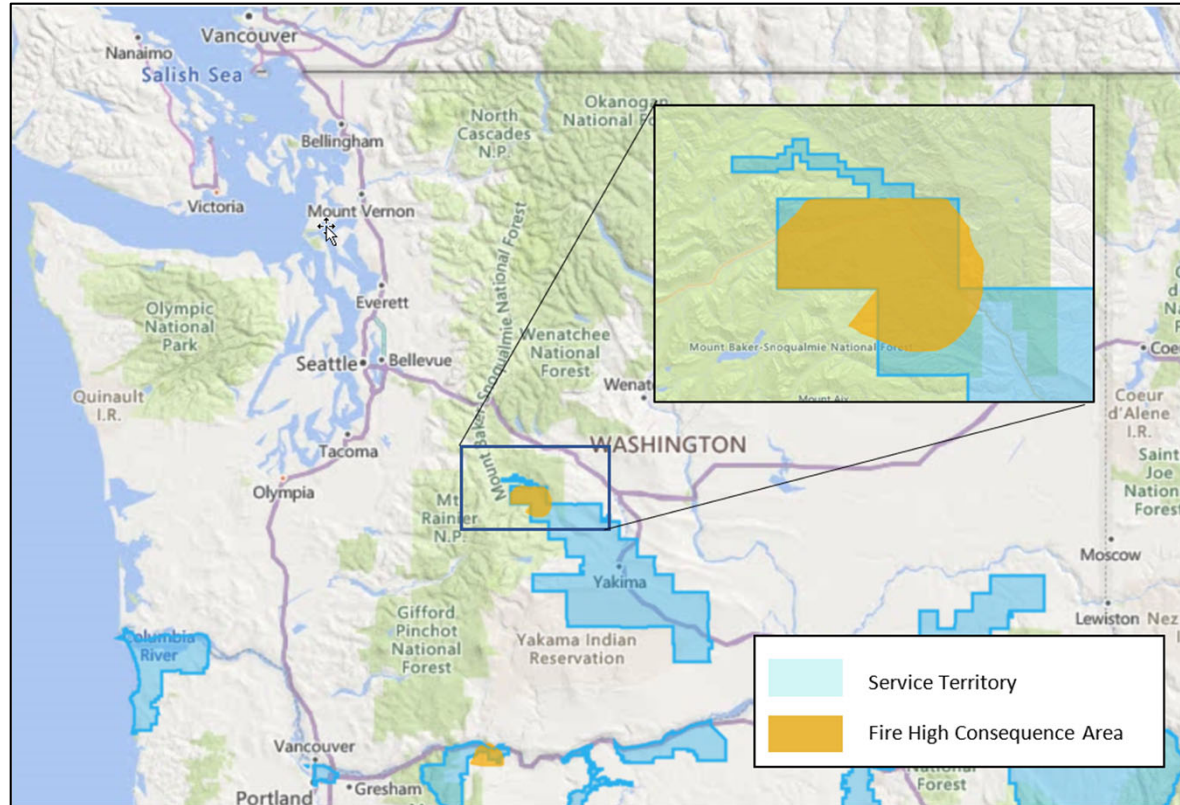 Vancouver
Nanaimo
Salish Sea
Bellingham
North
Cascades
N.P.
Okanogan
National Fo
Victoria
Mount Vernon
Mount Baker-Snoqualmie National Forest
Everett
Olympic
National
Park
Wenatchee
National
Forest
Seattle
Bellevue
Wenat
Quinault
I.R.
Mount Baker-Snoqualmie National Forest
Mount Aix
Coe
Coeur
d'Alene
I.R.
WASHINGTON
Tacoma
Olympia
Mt
Rainier
N.P.
Saint
Joe
Nation
Forest
Moscow
Yakima
Gifford
Pinchot
National
Forest
Yakama Indian
Reservation
Lewiston
Nez
Columbia
River
Service Territory
Fire High Consequence Area
Vancouver
Gresham
Portland
National
Forest